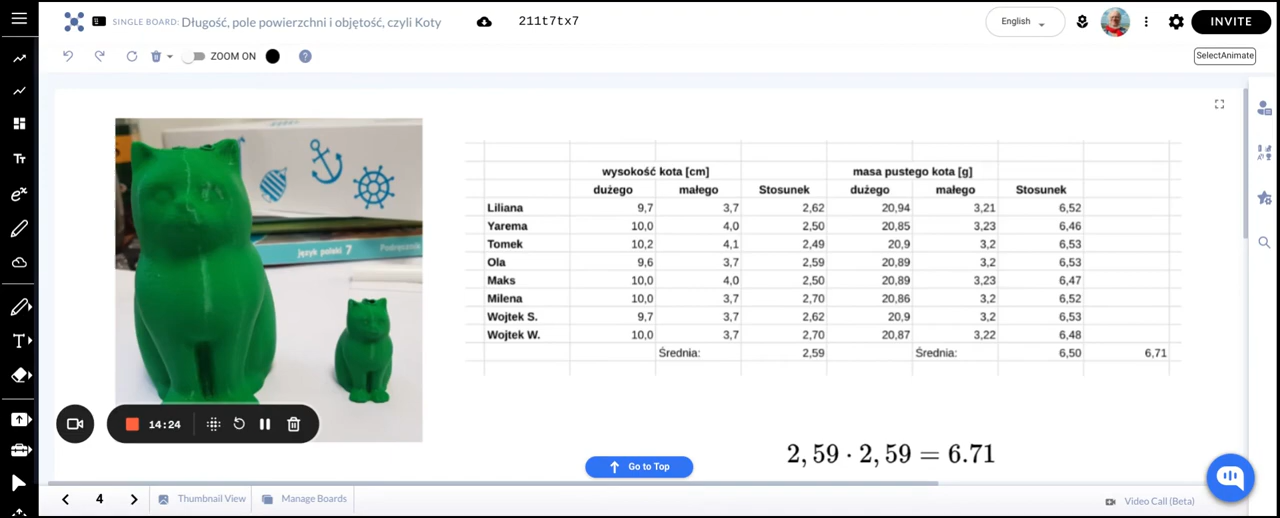 SINGLE BOARD: Długość, pole powierzchni i objętość, czyli Koty
211t7tx7
English
INVITE
ZOOM ON
SelectAnimate
język polski 7 Podręcznik
wysokość kota [cm] masa pustego kota [g]
dużego małego Stosunek dużego małego Stosunek
Liliana 9,7 3,7 2,62 20,94 3,21 6,52
Yarema 10,0 4,0 2,50 20,85 3,23 6,46
Tomek 10,2 4,1 2,49 20,9 3,2 6,53
Ola 9,6 3,7 2,59 20,89 3,2 6,53
Maks 10,0 4,0 2,50 20,89 3,23 6,47
Milena 10,0 3,7 2,70 20,86 3,2 6,52
Wojtek S. 9,7 3,7 2,62 20,9 3,2 6,53
Wojtek W. 10,0 3,7 2,70 20,87 3,22 6,48
Średnia: 2,59 Średnia: 6,50 6,71
14:24
2,59 · 2,59 = 6.71
Go to Top
4
Thumbnail View
Manage Boards
Video Call (Beta)